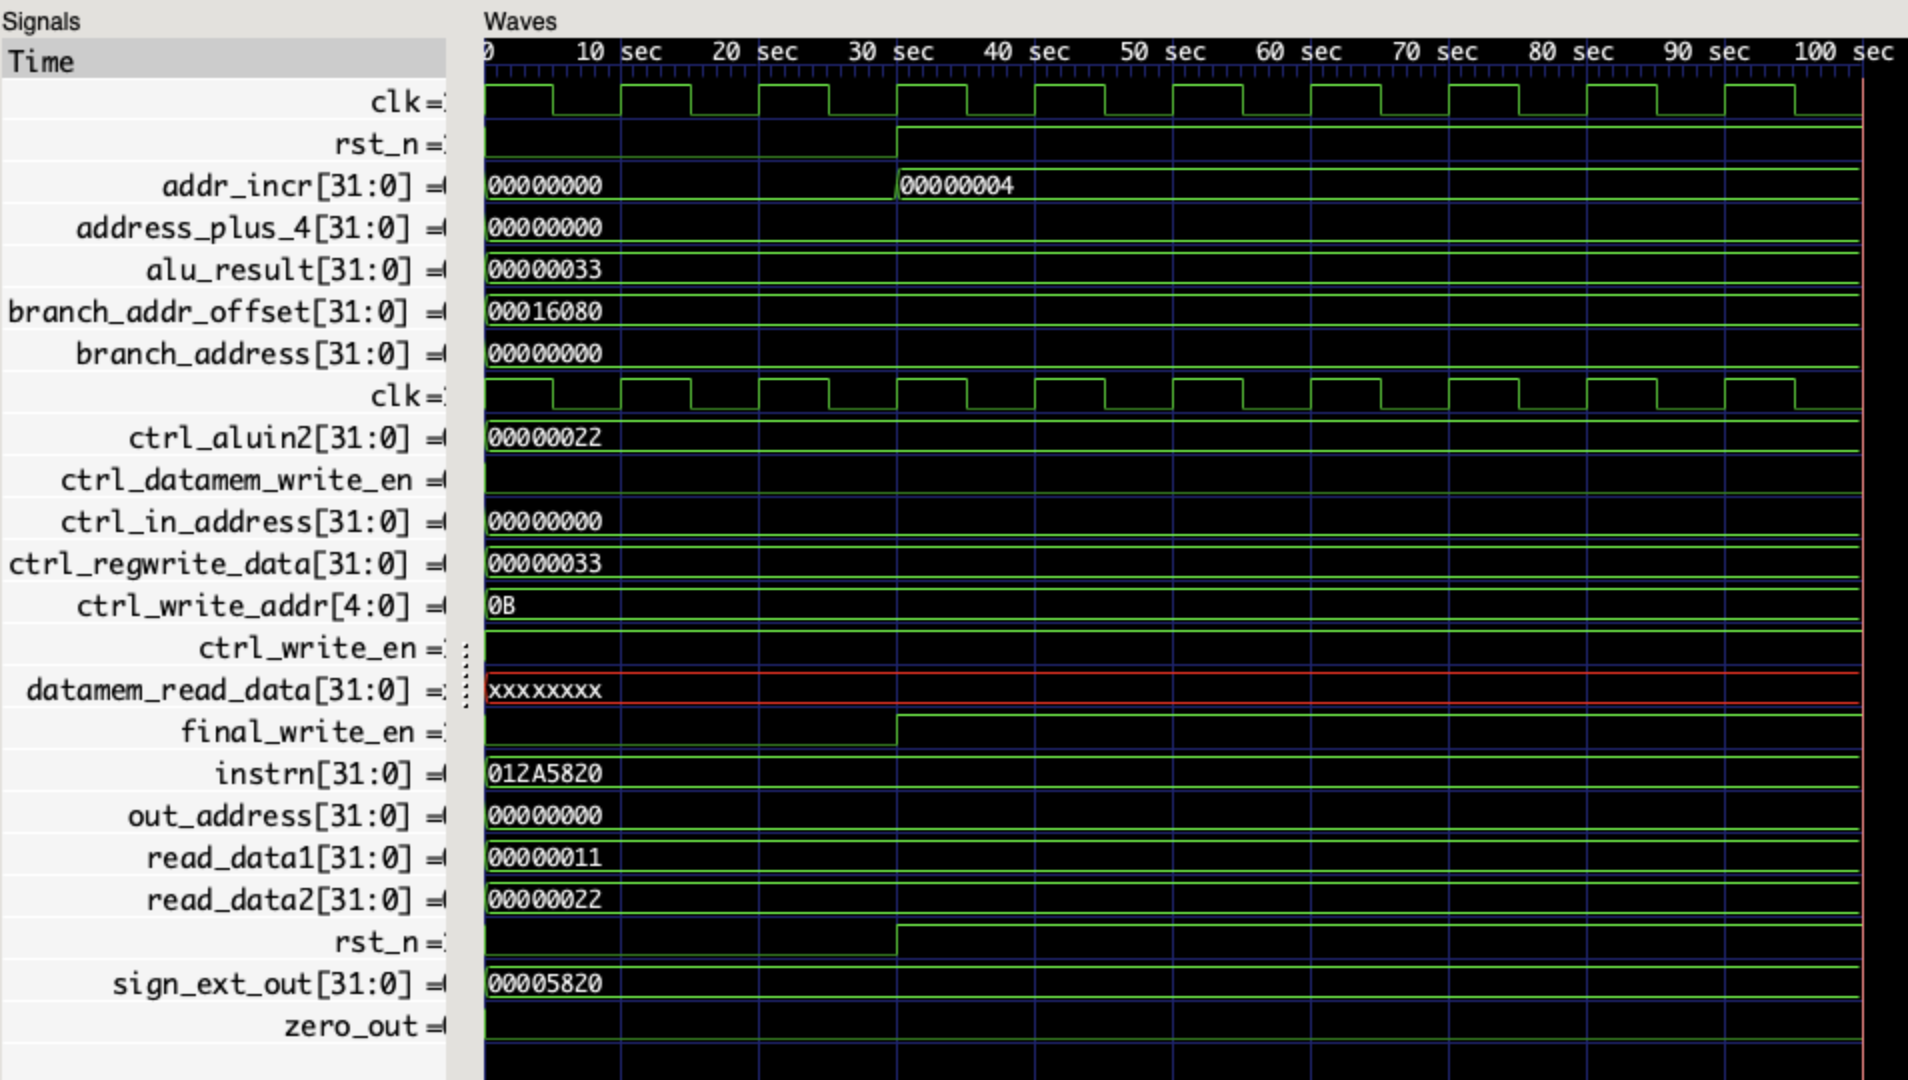 Signals
Waves
Time
0 10 sec 20 sec 30 sec 40 sec 50 sec 60 sec 70 sec 80 sec 90 sec 100 sec
clk =
rst_n =
addr_incr[31:0] = 00000000 00000004
address_plus_4[31:0] = 00000000
alu_result[31:0] = 00000033
branch_addr_offset[31:0] = 00016080
branch_address[31:0] = 00000000
clk =
ctrl_aluin2[31:0] = 00000022
ctrl_datamem_write_en =
ctrl_in_address[31:0] = 00000000
ctrl_regwrite_data[31:0] = 00000033
ctrl_write_addr[4:0] = 0B
ctrl_write_en =
datamem_read_data[31:0] = xxxxxxxx
final_write_en =
instrn[31:0] = 012A5820
out_address[31:0] = 00000000
read_data1[31:0] = 00000011
read_data2[31:0] = 00000022
rst_n =
sign_ext_out[31:0] = 00005820
zero_out =